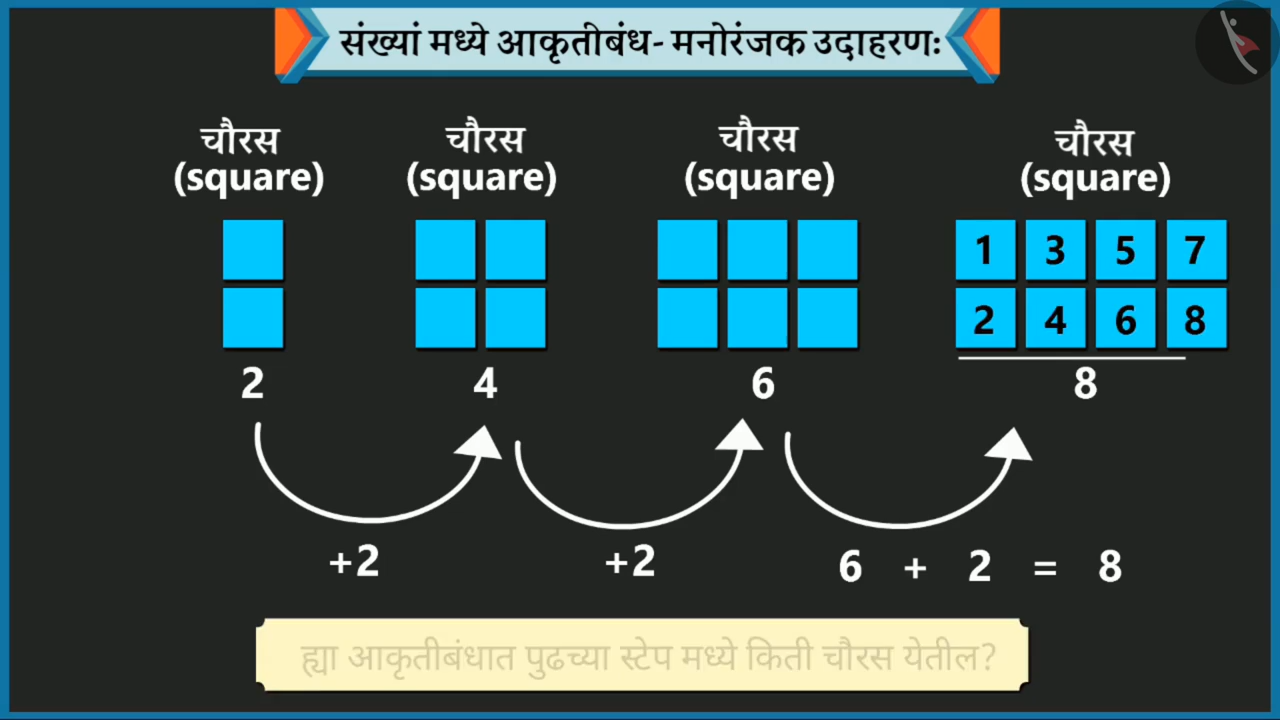 संख्यां मध्ये आकृतीबंध- मनोरंजक उदाहरणः
चौरस चौरस चौरस चौरस
(square) (square) (square) (square)
1 3 5 7
2 4 6 8
2 4 6 8
+2 +2 6 + 2 = 8
ह्या आकृतीबंधात पुढच्या स्टेप मध्ये किती चौरस येतील?